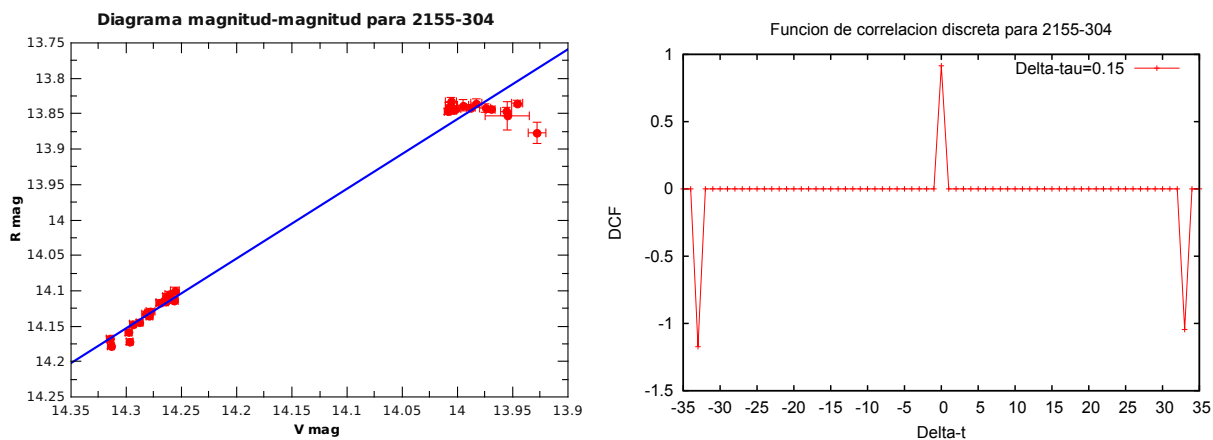 Diagrama magnitud-magnitud para 2155-304
13.75
13.8
13.85
13.9
13.95
14
14.05
14.1
14.15
14.2
14.25
R mag
14.35 14.3 14.25 14.2 14.15 14.1 14.05 14 13.95 13.9
V mag
Funcion de correlacion discreta para 2155-304
Delta-tau=0.15
1
0.5
0
-0.5
-1
-1.5
DCF
-35 -30 -25 -20 -15 -10 -5 0 5 10 15 20 25 30 35
Delta-t